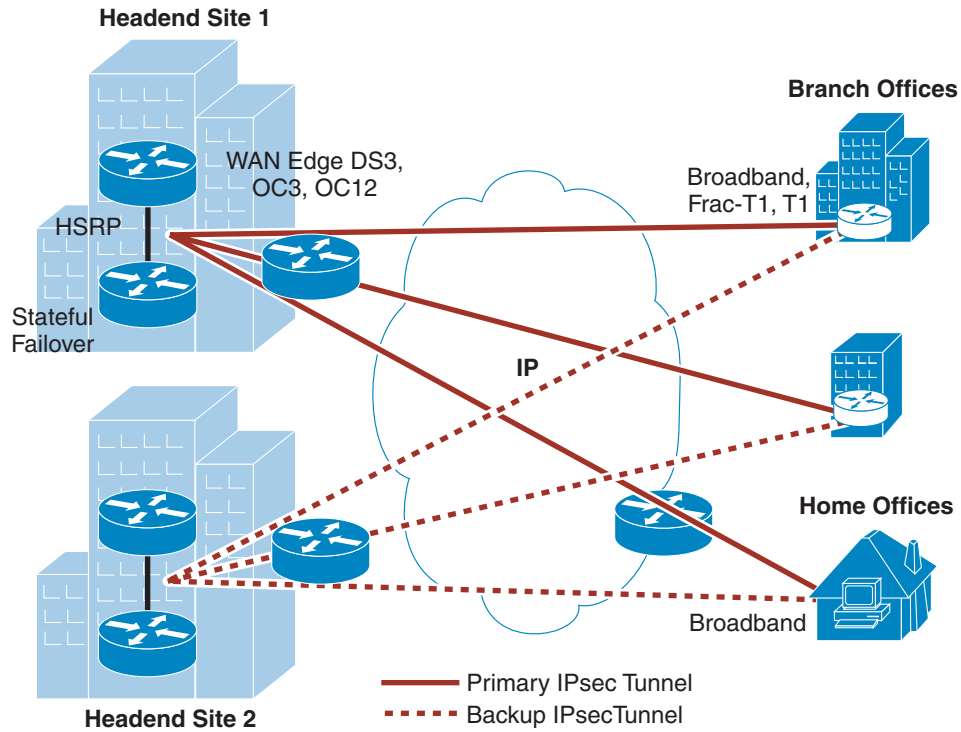 Headend Site 1
Branch Offices
WAN Edge DS3,
OC3, OC12
Broadband,
Frac-T1, T1
HSRP
Stateful
Failover
IP
Home Offices
Broadband
Primary IPsec Tunnel
Backup IPsecTunnel
Headend Site 2